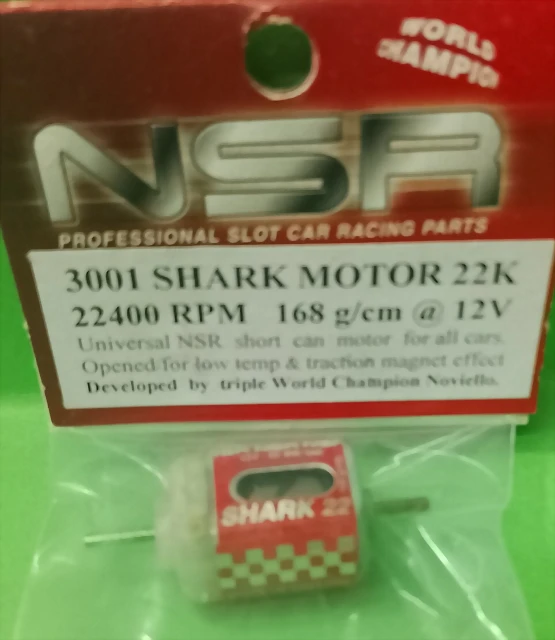 WORLD
CHAMPION
NSR
PROFESSIONAL SLOT CAR RACING PARTS
3001 SHARK MOTOR 22K
22400 RPM 168 g/cm @ 12V
Universal NSR short can motor for all cars.
Opened for low temp & traction magnet effect
Developed by triple World Champion Noviello.
SHARK 22